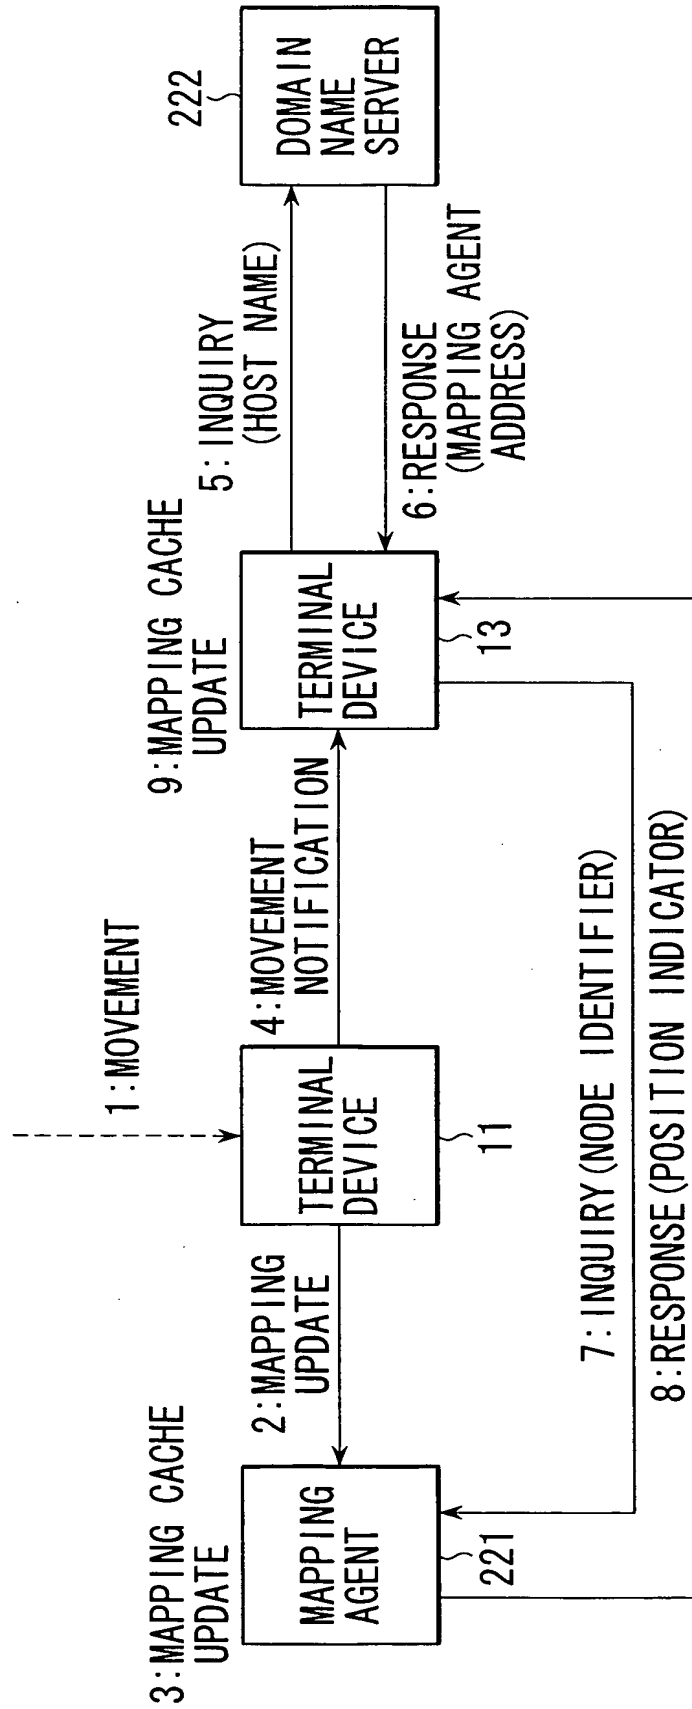 3:MAPPING CACHE
UPDATE
MAPPING
AGENT
221
2:MAPPING
UPDATE
1:MOVEMENT
TERMINAL
DEVICE
11
4:MOVEMENT
NOTIFICATION
9:MAPPING CACHE
UPDATE
TERMINAL
DEVICE
13
5:INQUIRY
(HOST NAME)
6:RESPONSE
(MAPPING AGENT
ADDRESS)
222
DOMAIN
NAME
SERVER
7:INQUIRY(NODE IDENTIFIER)
8:RESPONSE(POSITION INDICATOR)